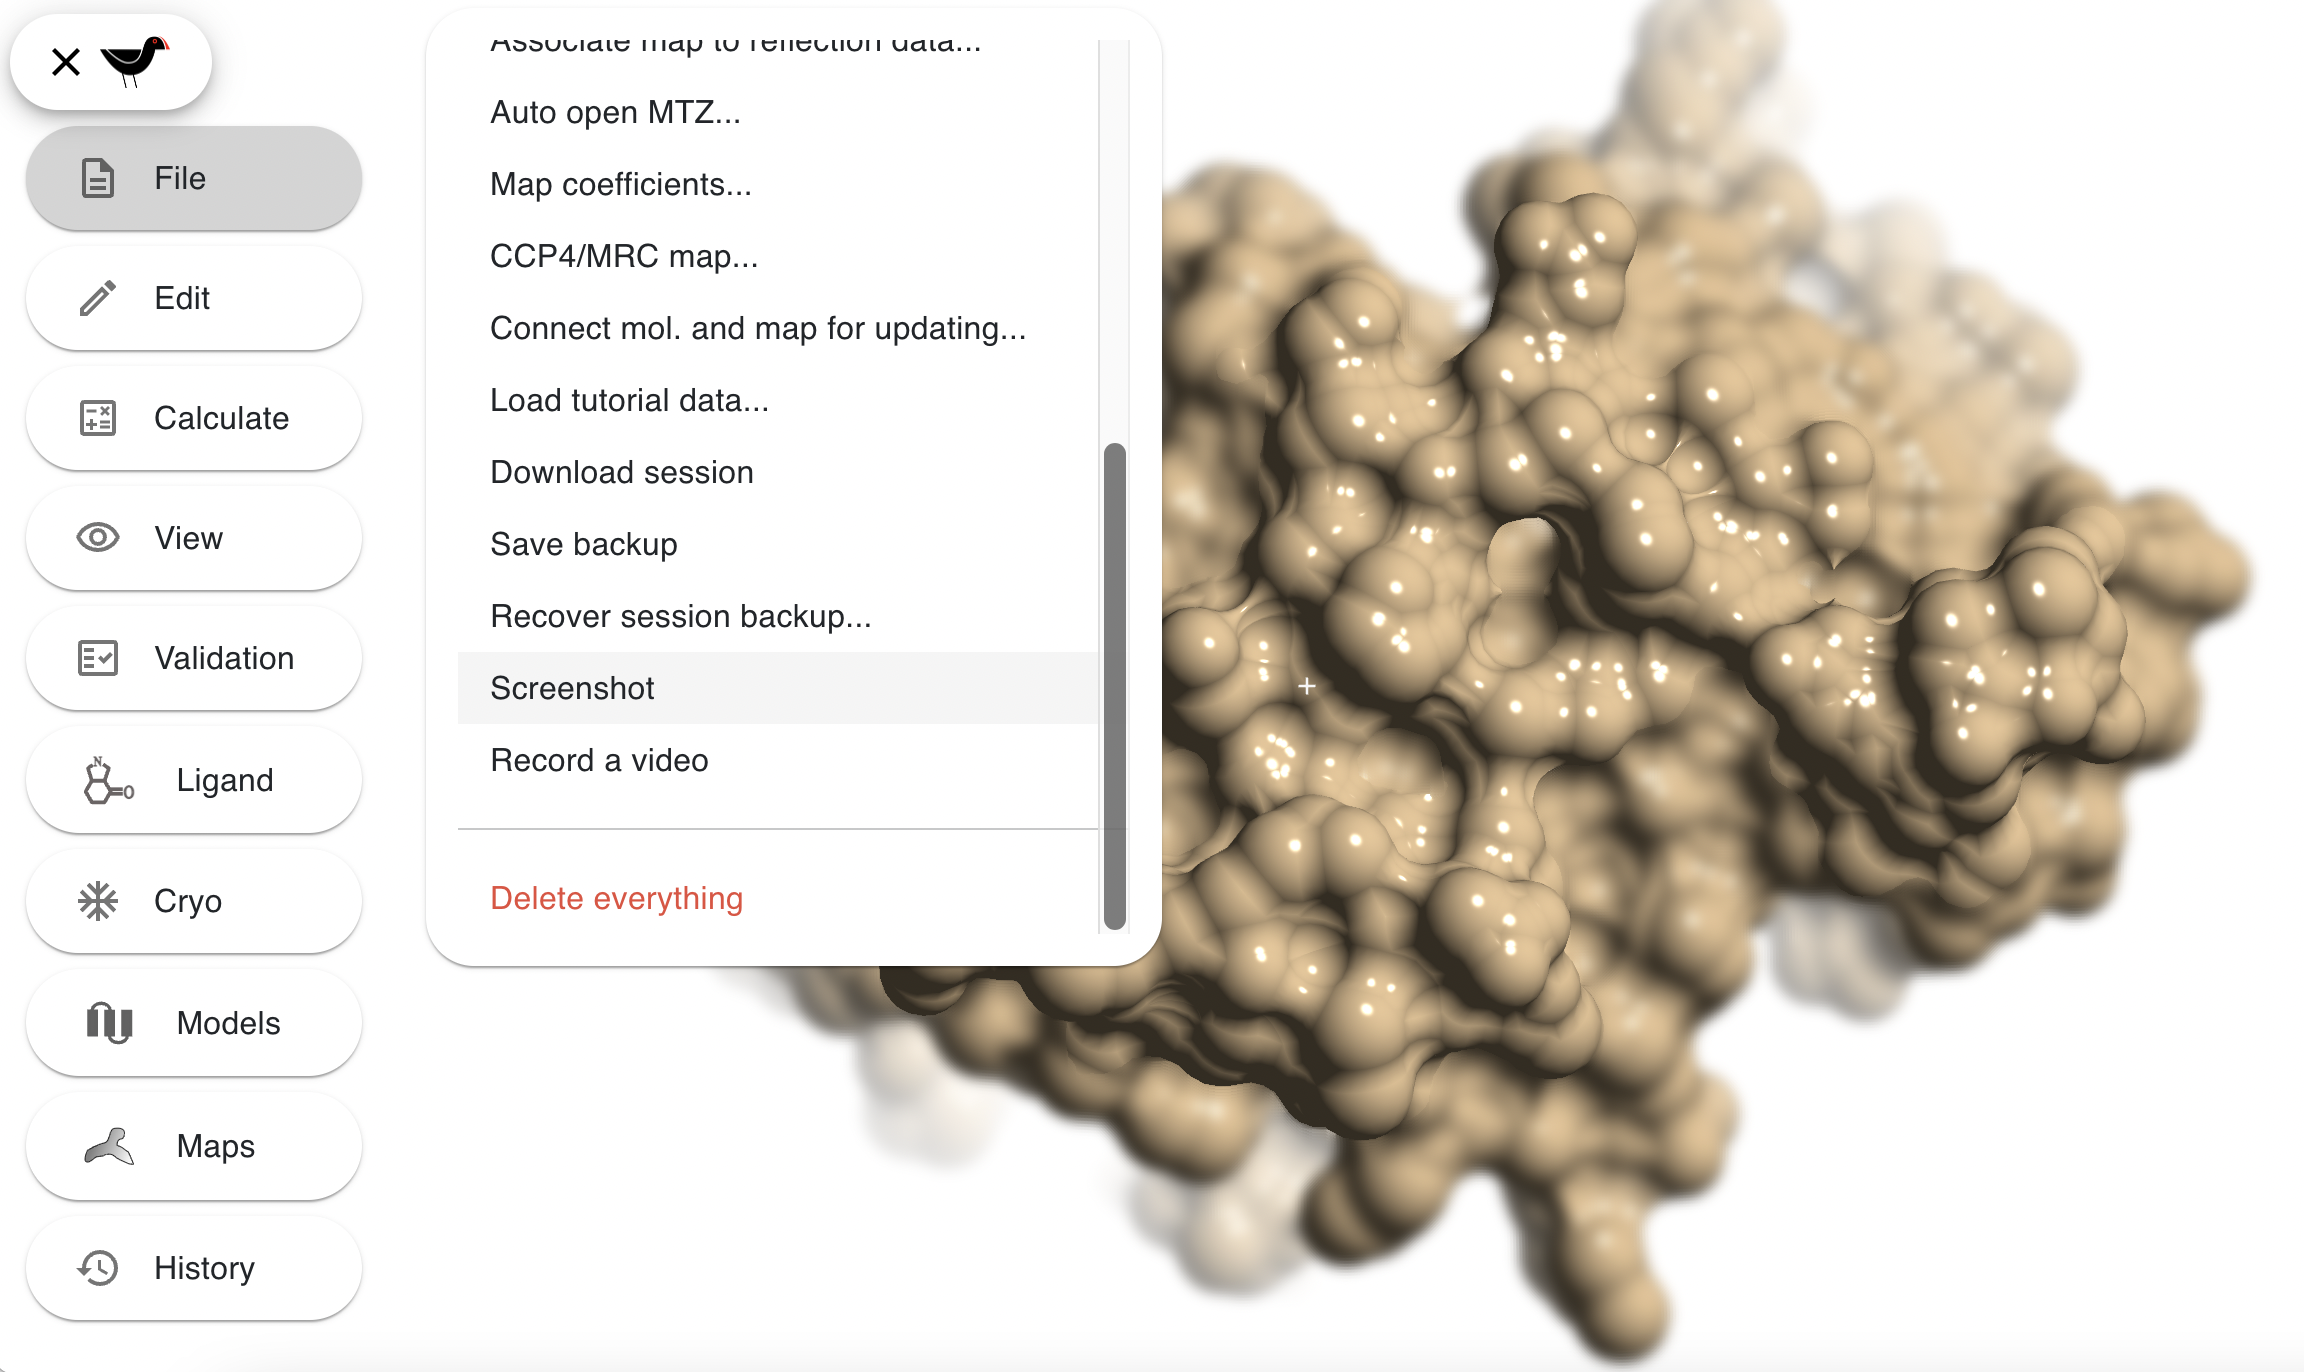 File
Edit
Calculate
View
Validation
Ligand
Cryo
Models
Maps
History
Associate map to reflection data...
Auto open MTZ...
Map coefficients...
CCP4/MRC map...
Connect mol. and map for updating...
Load tutorial data...
Download session
Save backup
Recover session backup...
Screenshot
Record a video
Delete everything